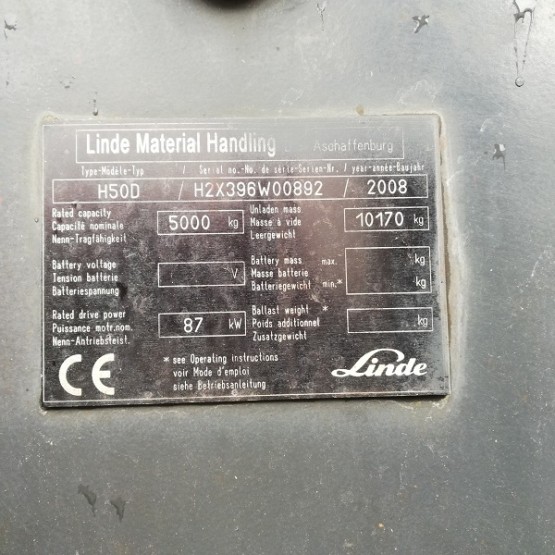 Linde Material Handling Aschaffenburg
Type-Modèle-Typ / Serial no.-No. de série-Serien-Nr. / year-année-Baujahr
H50D / H2X396W00892 / 2008
Rated capacity
Capacité nominale
Nenn-Tragfähigkeit
5000 kg
Unladen mass
Masse à vide
Leergewicht
10170 kg
Battery voltage
Tension batterie
Batteriespannung
V
Battery mass max. kg
Masse batterie
Batteriegewicht min.* kg
Rated drive power
Puissance motr.nom.
Nenn-Antriebsleist.
87 kW
Ballast weight *
Poids additionnel
Zusatzgewicht
kg
* see Operating instructions
voir Mode d'emploi
siehe Betriebsanleitung
CE
Linde